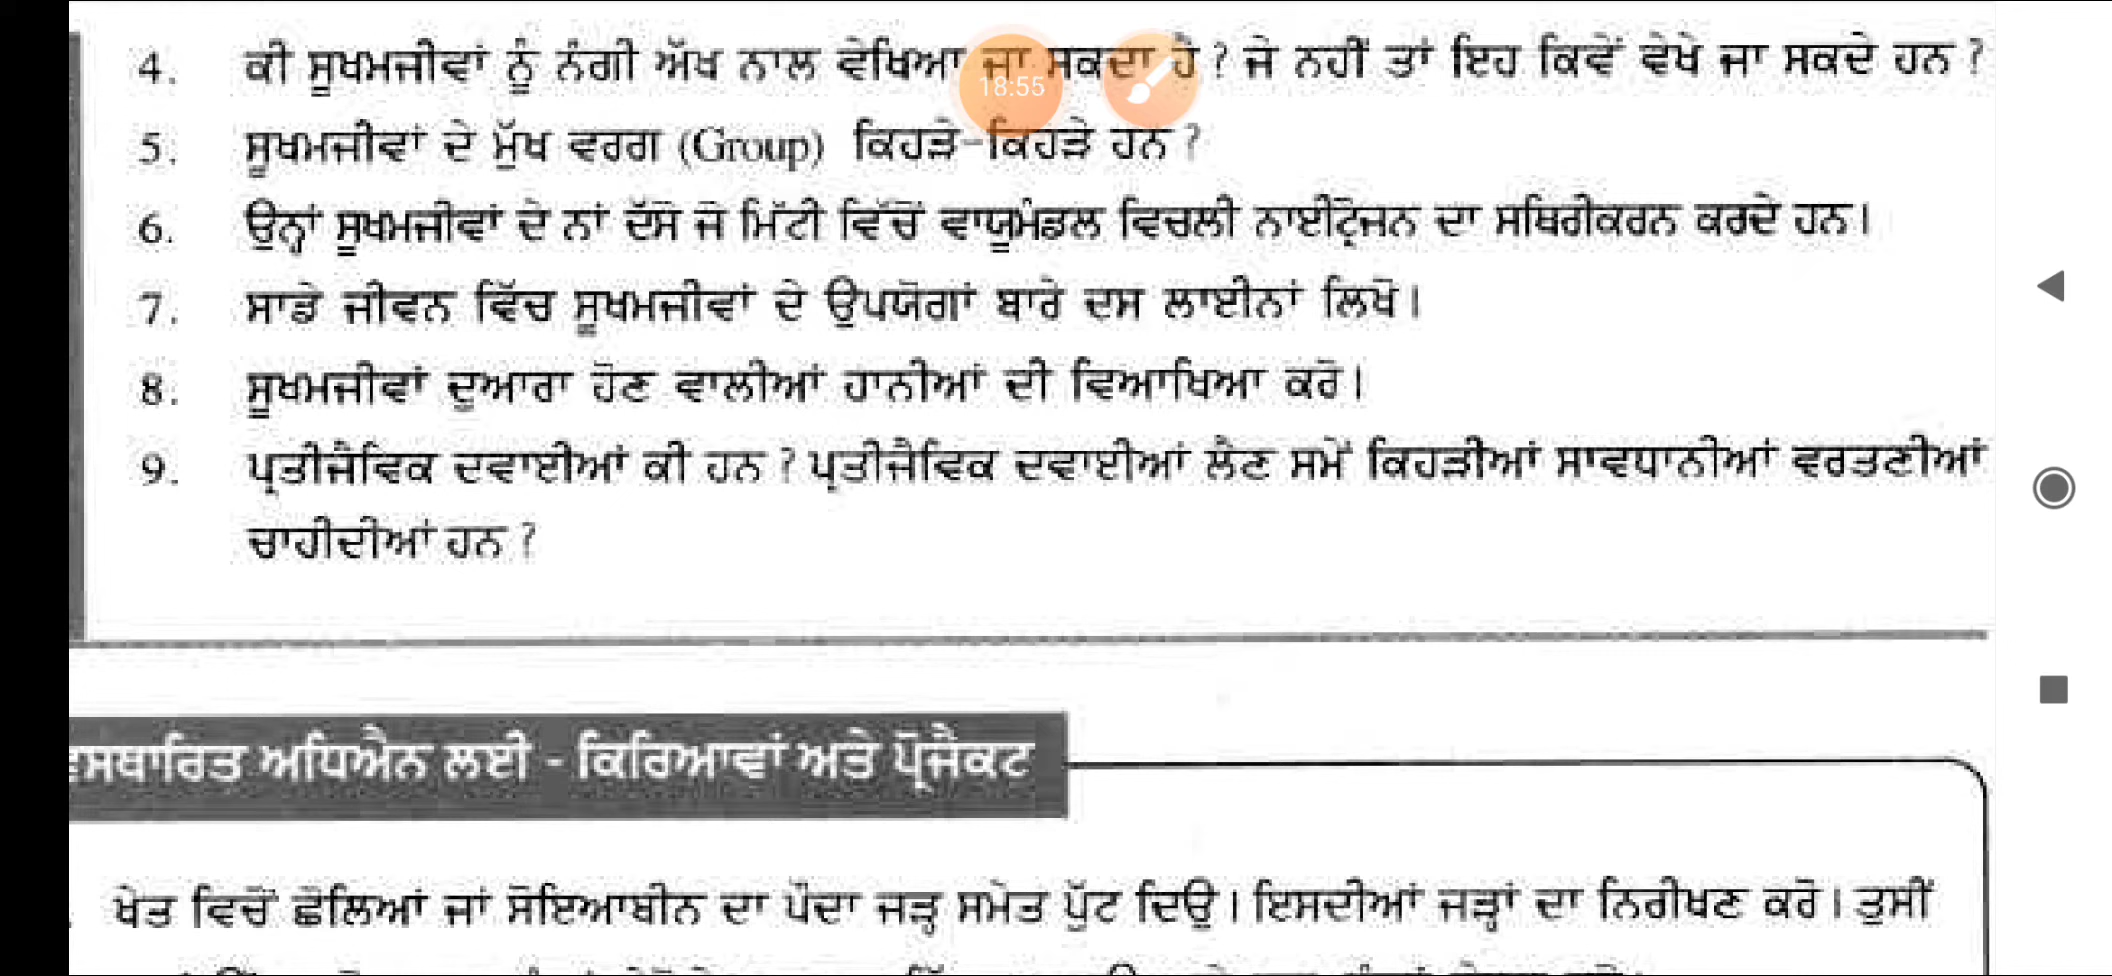 4. ਕੀ ਸੂਖਮਜੀਵਾਂ ਨੂੰ ਨੰਗੀ ਅੱਖ ਨਾਲ ਵੇਖਿਆ ਜਾ ਸਕਦਾ ਹੈ ? ਜੇ ਨਹੀਂ ਤਾਂ ਇਹ ਕਿਵੇਂ ਵੇਖੇ ਜਾ ਸਕਦੇ ਹਨ ?
18:55
5. ਸੂਖਮਜੀਵਾਂ ਦੇ ਮੁੱਖ ਵਰਗ (Group) ਕਿਹੜੇ-ਕਿਹੜੇ ਹਨ ?
6. ਉਨ੍ਹਾਂ ਸੂਖਮਜੀਵਾਂ ਦੇ ਨਾਂ ਦੱਸੋ ਜੋ ਮਿੱਟੀ ਵਿੱਚੋਂ ਵਾਯੂਮੰਡਲ ਵਿਚਲੀ ਨਾਈਟ੍ਰੋਜਨ ਦਾ ਸਥਿਰੀਕਰਨ ਕਰਦੇ ਹਨ।
7. ਸਾਡੇ ਜੀਵਨ ਵਿੱਚ ਸੂਖਮਜੀਵਾਂ ਦੇ ਉਪਯੋਗਾਂ ਬਾਰੇ ਦਸ ਲਾਈਨਾਂ ਲਿਖੋ।
8. ਸੂਖਮਜੀਵਾਂ ਦੁਆਰਾ ਹੋਣ ਵਾਲੀਆਂ ਹਾਨੀਆਂ ਦੀ ਵਿਆਖਿਆ ਕਰੋ।
9. ਪ੍ਰਤੀਜੈਵਿਕ ਦਵਾਈਆਂ ਕੀ ਹਨ ? ਪ੍ਰਤੀਜੈਵਿਕ ਦਵਾਈਆਂ ਲੈਣ ਸਮੇਂ ਕਿਹੜੀਆਂ ਸਾਵਧਾਨੀਆਂ ਵਰਤਣੀਆਂ
ਚਾਹੀਦੀਆਂ ਹਨ ?
ਅਧਿਐਨ ਲਈ - ਕਿਰਿਆਵਾਂ ਅਤੇ ਪ੍ਰੋਜੈਕਟ
ਖੇਤ ਵਿਚੋਂ ਛੋਲਿਆਂ ਜਾਂ ਸੋਇਆਬੀਨ ਦਾ ਪੌਦਾ ਜੜ੍ਹ ਸਮੇਤ ਪੁੱਟ ਦਿਉ। ਇਸਦੀਆਂ ਜੜ੍ਹਾਂ ਦਾ ਨਿਰੀਖਣ ਕਰੋ। ਤੁਸੀਂ